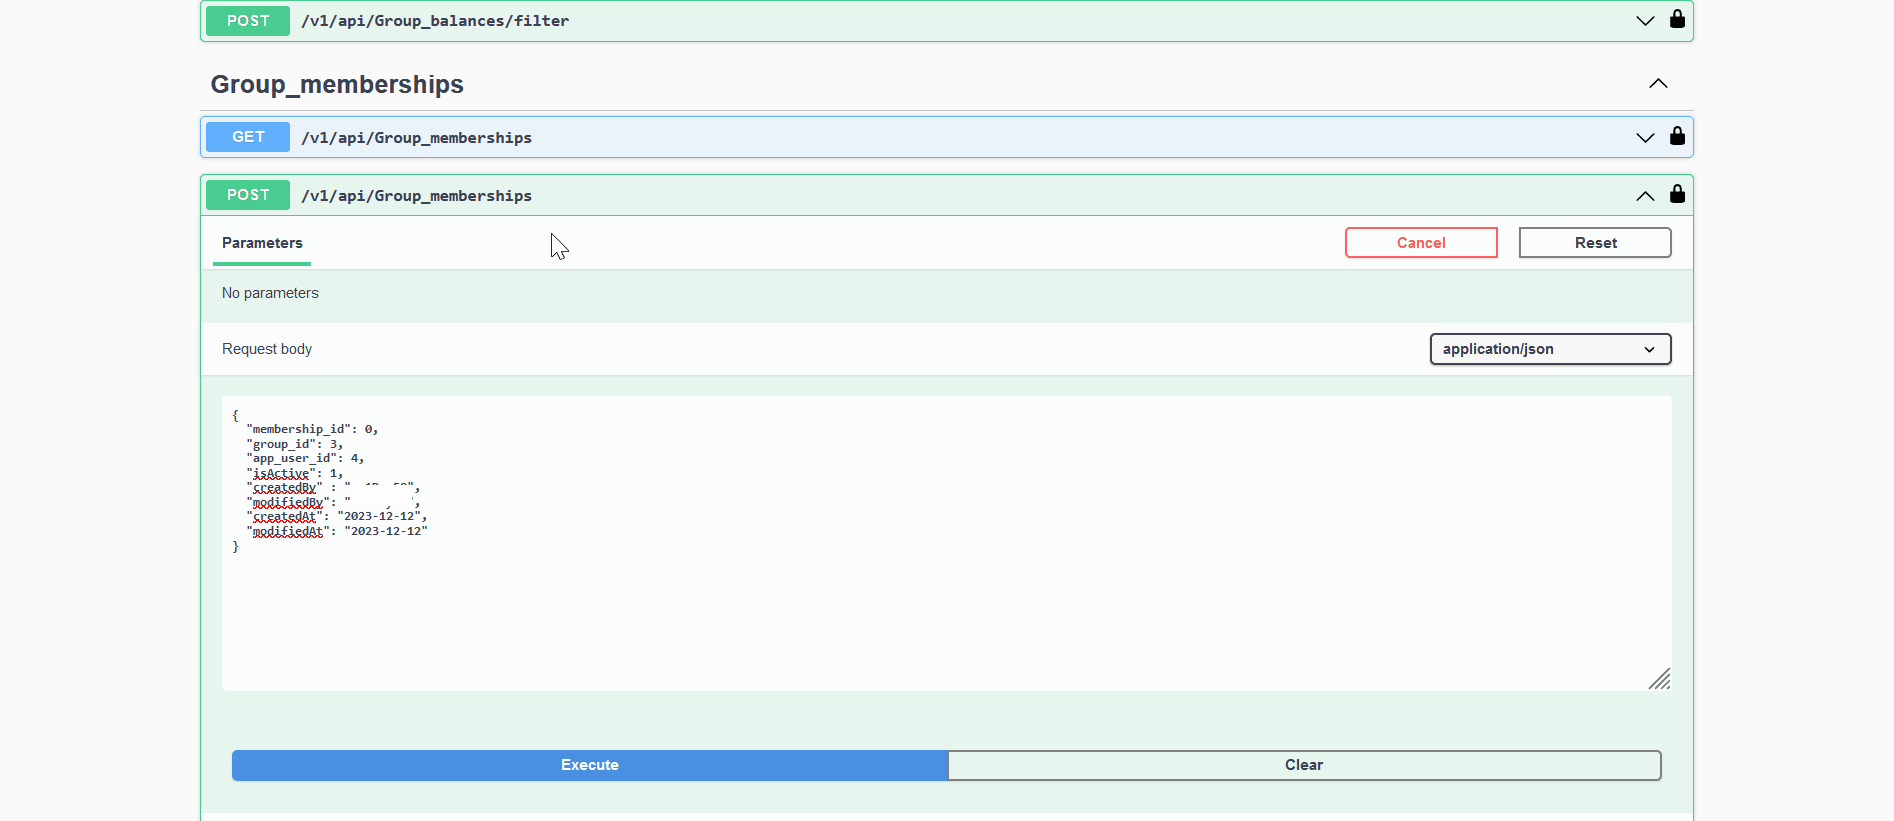 POST /v1/api/Group_balances/filter
Group_memberships
GET /v1/api/Group_memberships
POST /v1/api/Group_memberships
Parameters
Cancel
Reset
No parameters
Request body
application/json
{
"membership_id": 0,
"group_id": 3,
"app_user_id": 4,
"isActive": 1,
"createdBy" : "
"modifiedBy": "
"createdAt": "2023-12-12",
"modifiedAt": "2023-12-12"
}
Execute
Clear